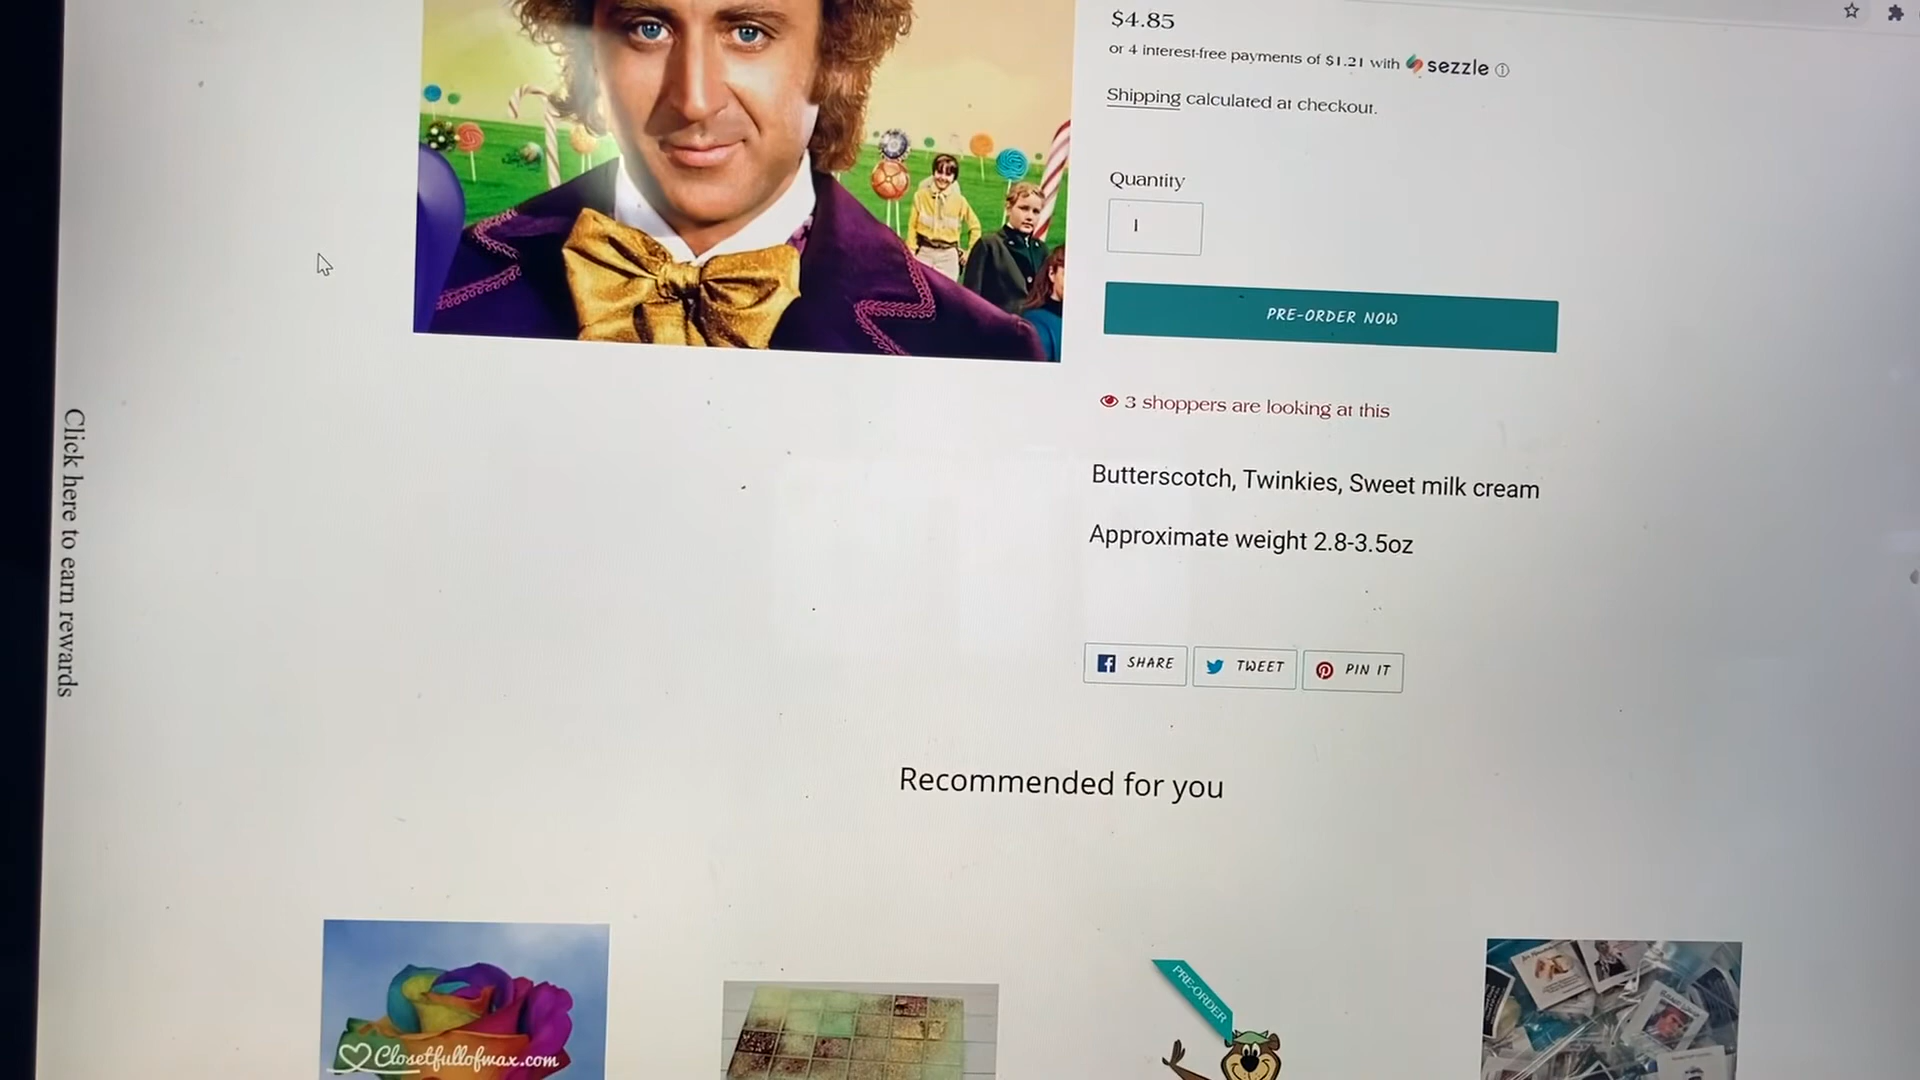 $4.85
or 4 interest-free payments of $1.21 with sezzle
Shipping calculated at checkout.
Quantity
1
PRE-ORDER NOW
3 shoppers are looking at this
Butterscotch, Twinkies, Sweet milk cream
Approximate weight 2.8-3.5oz
SHARE
TWEET
PIN IT
Click here to earn rewards
Recommended for you
Closetfullofwax.com
PRE-ORDER